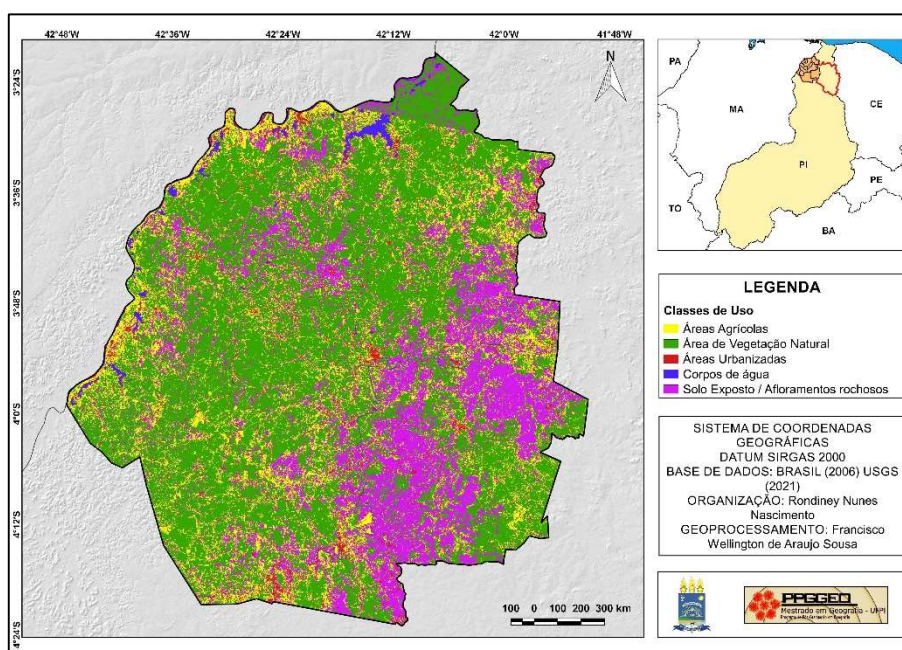 42°48'W 42°36'W 42°24'W 42°12'W 42°0'W 41°48'W
3°24'S
3°36'S
3°48'S
4°0'S
4°12'S
4°24'S
N
100 0 100 200 300 km
PA
MA
CE
PI
PE
TO
BA
LEGENDA
Classes de Uso
Áreas Agrícolas
Área de Vegetação Natural
Áreas Urbanizadas
Corpos de água
Solo Exposto / Afloramentos rochosos
SISTEMA DE COORDENADAS
GEOGRÁFICAS
DATUM SIRGAS 2000
BASE DE DADOS: BRASIL (2006) USGS
(2021)
ORGANIZAÇÃO: Rondiney Nunes
Nascimento
GEOPROCESSAMENTO: Francisco
Wellington de Araujo Sousa
PPGGEO
Mestrado em Geografia - UFPI